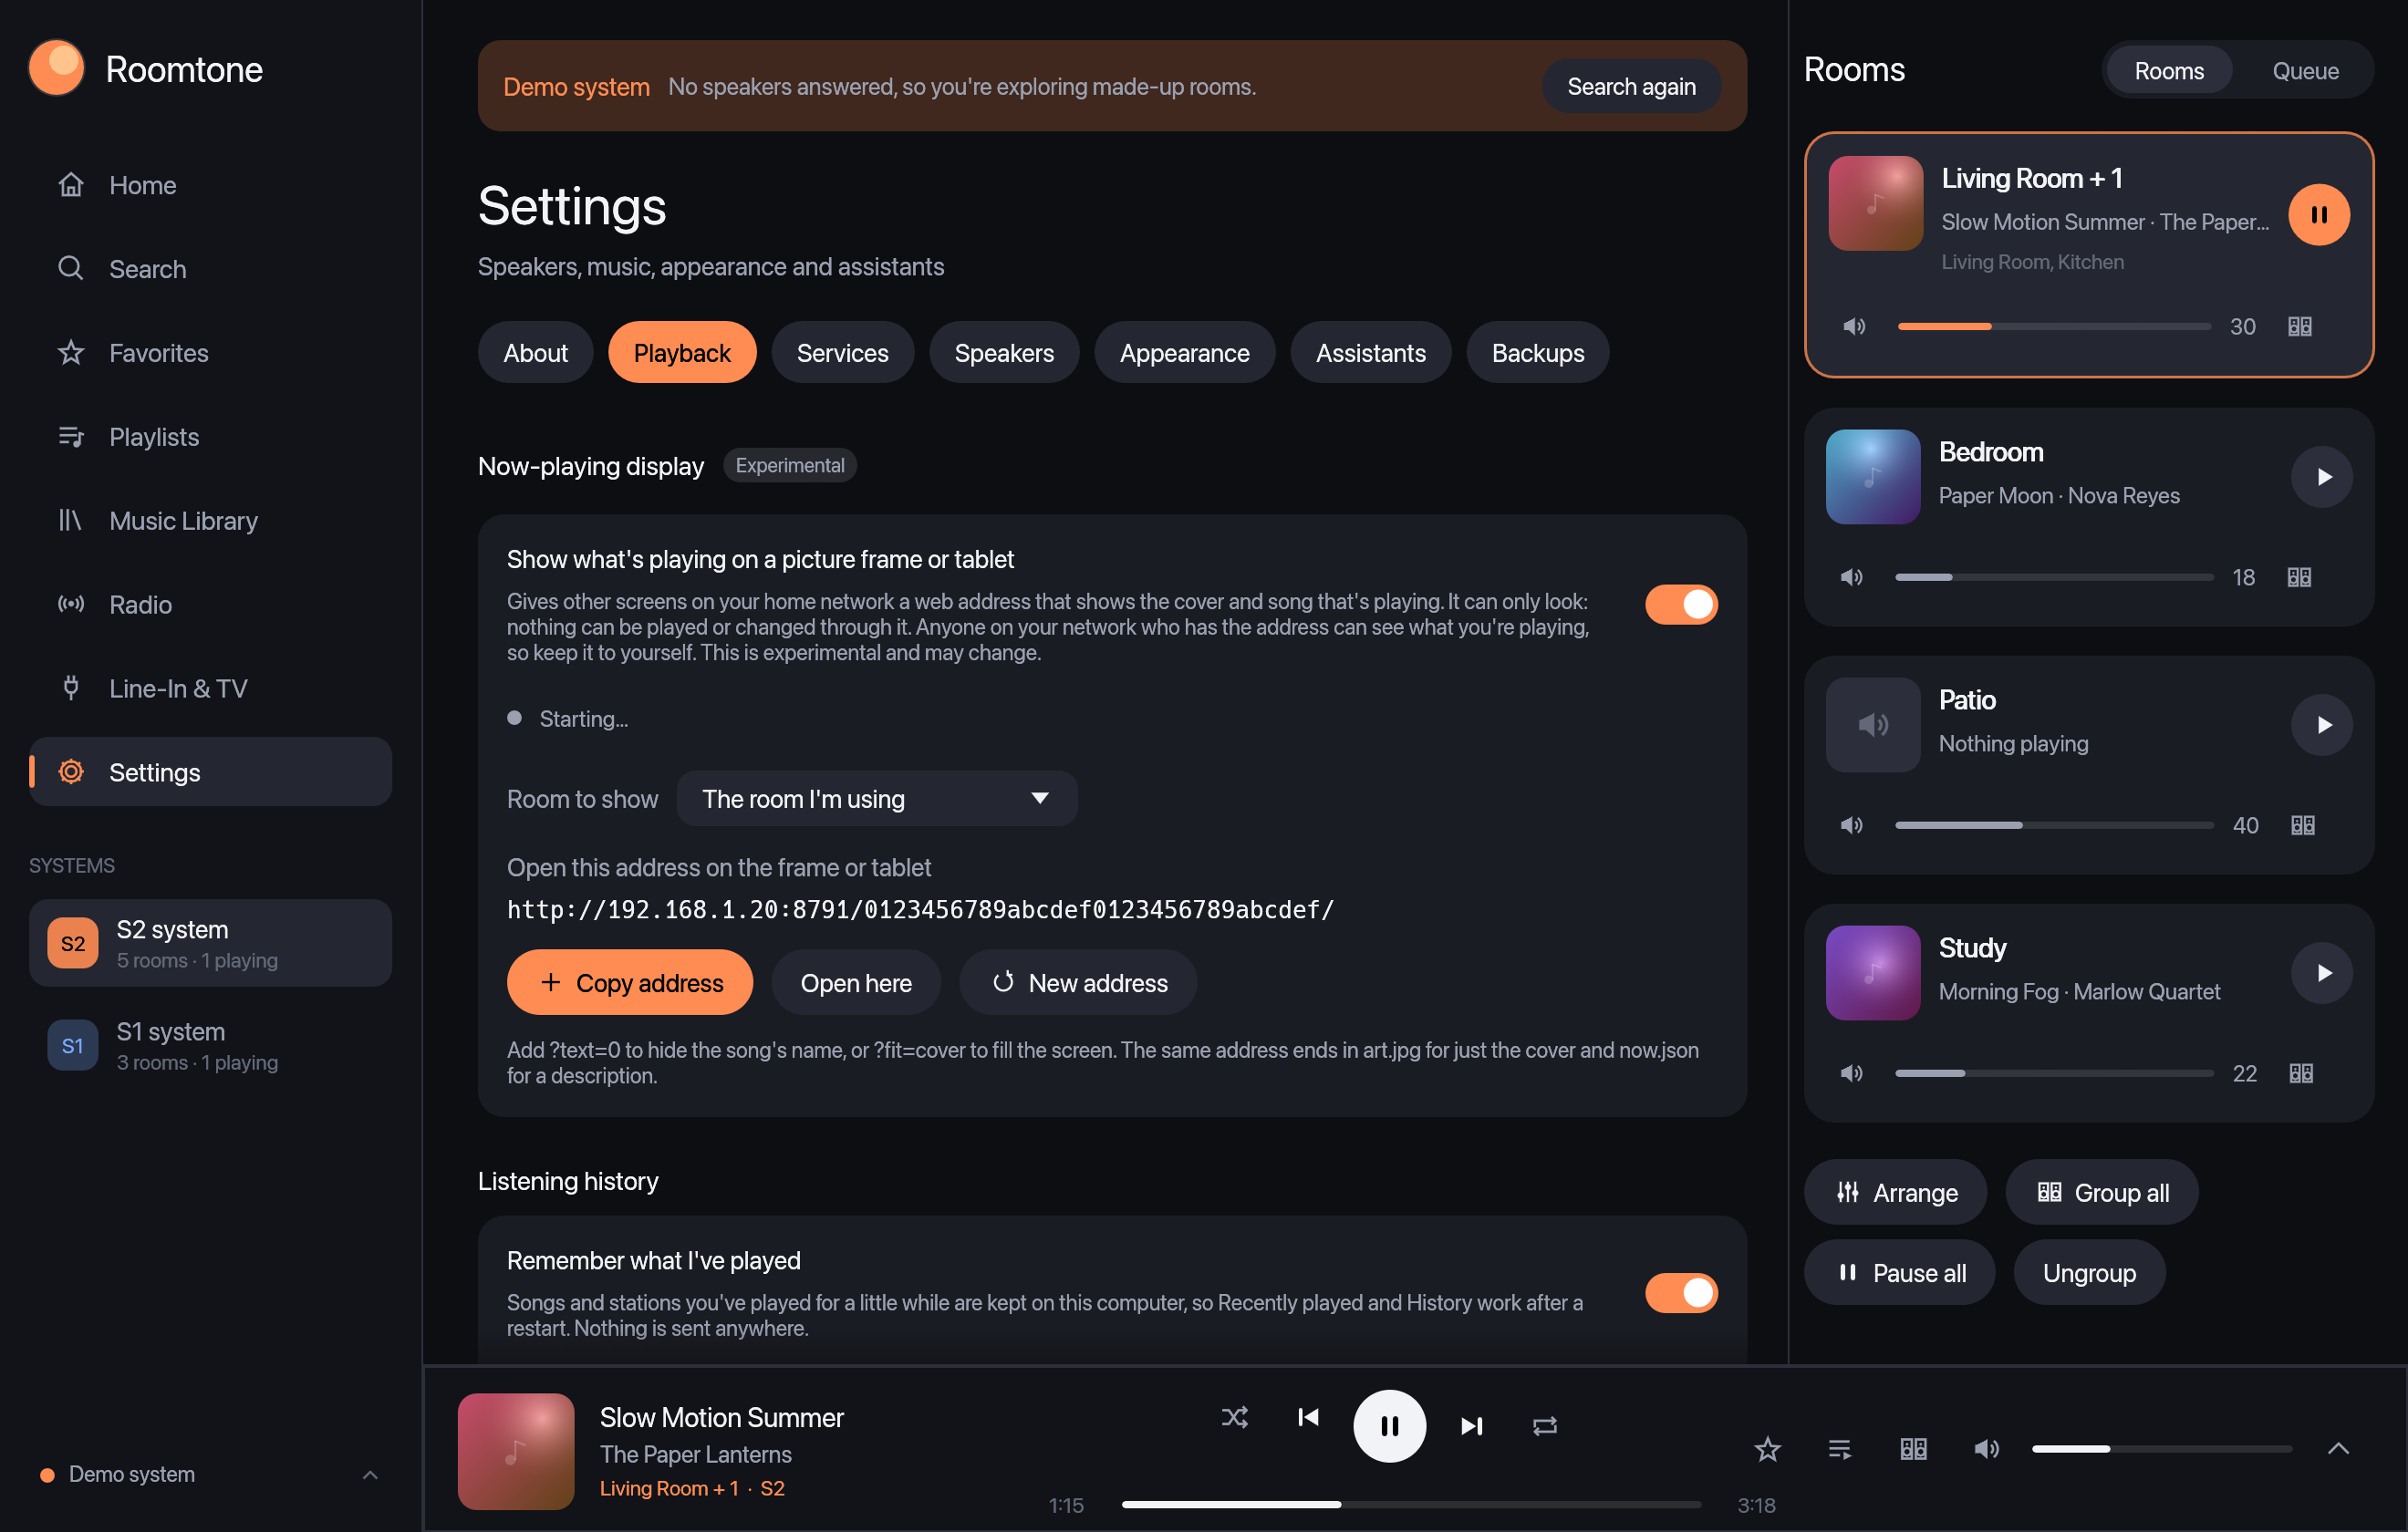 Roomtone
Home
Search
Favorites
Playlists
Music Library
Radio
Line-In & TV
Settings
SYSTEMS
S2
S2 system
5 rooms · 1 playing
S1
S1 system
3 rooms · 1 playing
Demo system
Demo system No speakers answered, so you're exploring made-up rooms.
Search again
Settings
Speakers, music, appearance and assistants
About
Playback
Services
Speakers
Appearance
Assistants
Backups
Now-playing display
Experimental
Show what's playing on a picture frame or tablet
Gives other screens on your home network a web address that shows the cover and song that's playing. It can only look:
nothing can be played or changed through it. Anyone on your network who has the address can see what you're playing,
so keep it to yourself. This is experimental and may change.
Starting...
Room to show
The room I'm using
Open this address on the frame or tablet
http://192.168.1.20:8791/0123456789abcdef0123456789abcdef/
Copy address
Open here
New address
Add ?text=0 to hide the song's name, or ?fit=cover to fill the screen. The same address ends in art.jpg for just the cover and now.json
for a description.
Listening history
Remember what I've played
Songs and stations you've played for a little while are kept on this computer, so Recently played and History work after a
restart. Nothing is sent anywhere.
Rooms
Rooms
Queue
Living Room + 1
Slow Motion Summer · The Paper...
Living Room, Kitchen
30
Bedroom
Paper Moon · Nova Reyes
18
Patio
Nothing playing
40
Study
Morning Fog · Marlow Quartet
22
Arrange
Group all
Pause all
Ungroup
Slow Motion Summer
The Paper Lanterns
Living Room + 1 · S2
1:15
3:18